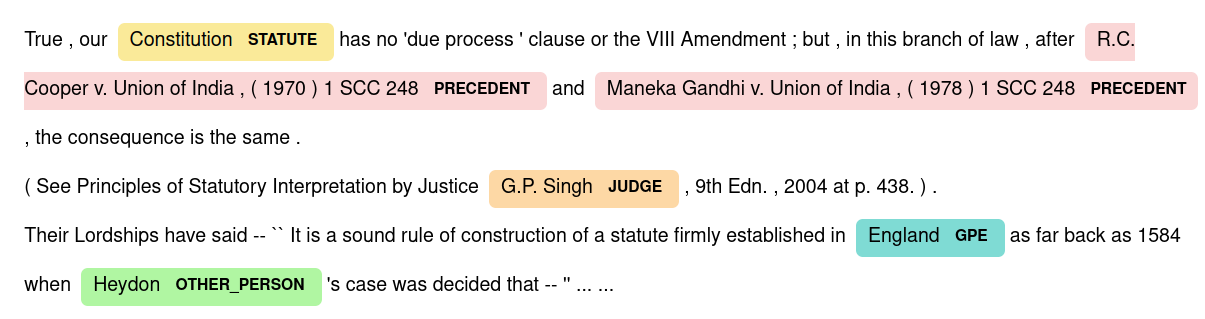 True , our Constitution STATUTE has no 'due process ' clause or the VIII Amendment ; but , in this branch of law , after R.C.
Cooper v. Union of India , ( 1970 ) 1 SCC 248 PRECEDENT and Maneka Gandhi v. Union of India , ( 1978 ) 1 SCC 248 PRECEDENT
, the consequence is the same .
( See Principles of Statutory Interpretation by Justice G.P. Singh JUDGE , 9th Edn. , 2004 at p. 438. ) .
Their Lordships have said -- `` It is a sound rule of construction of a statute firmly established in England GPE as far back as 1584
when Heydon OTHER_PERSON 's case was decided that -- '' ... ...